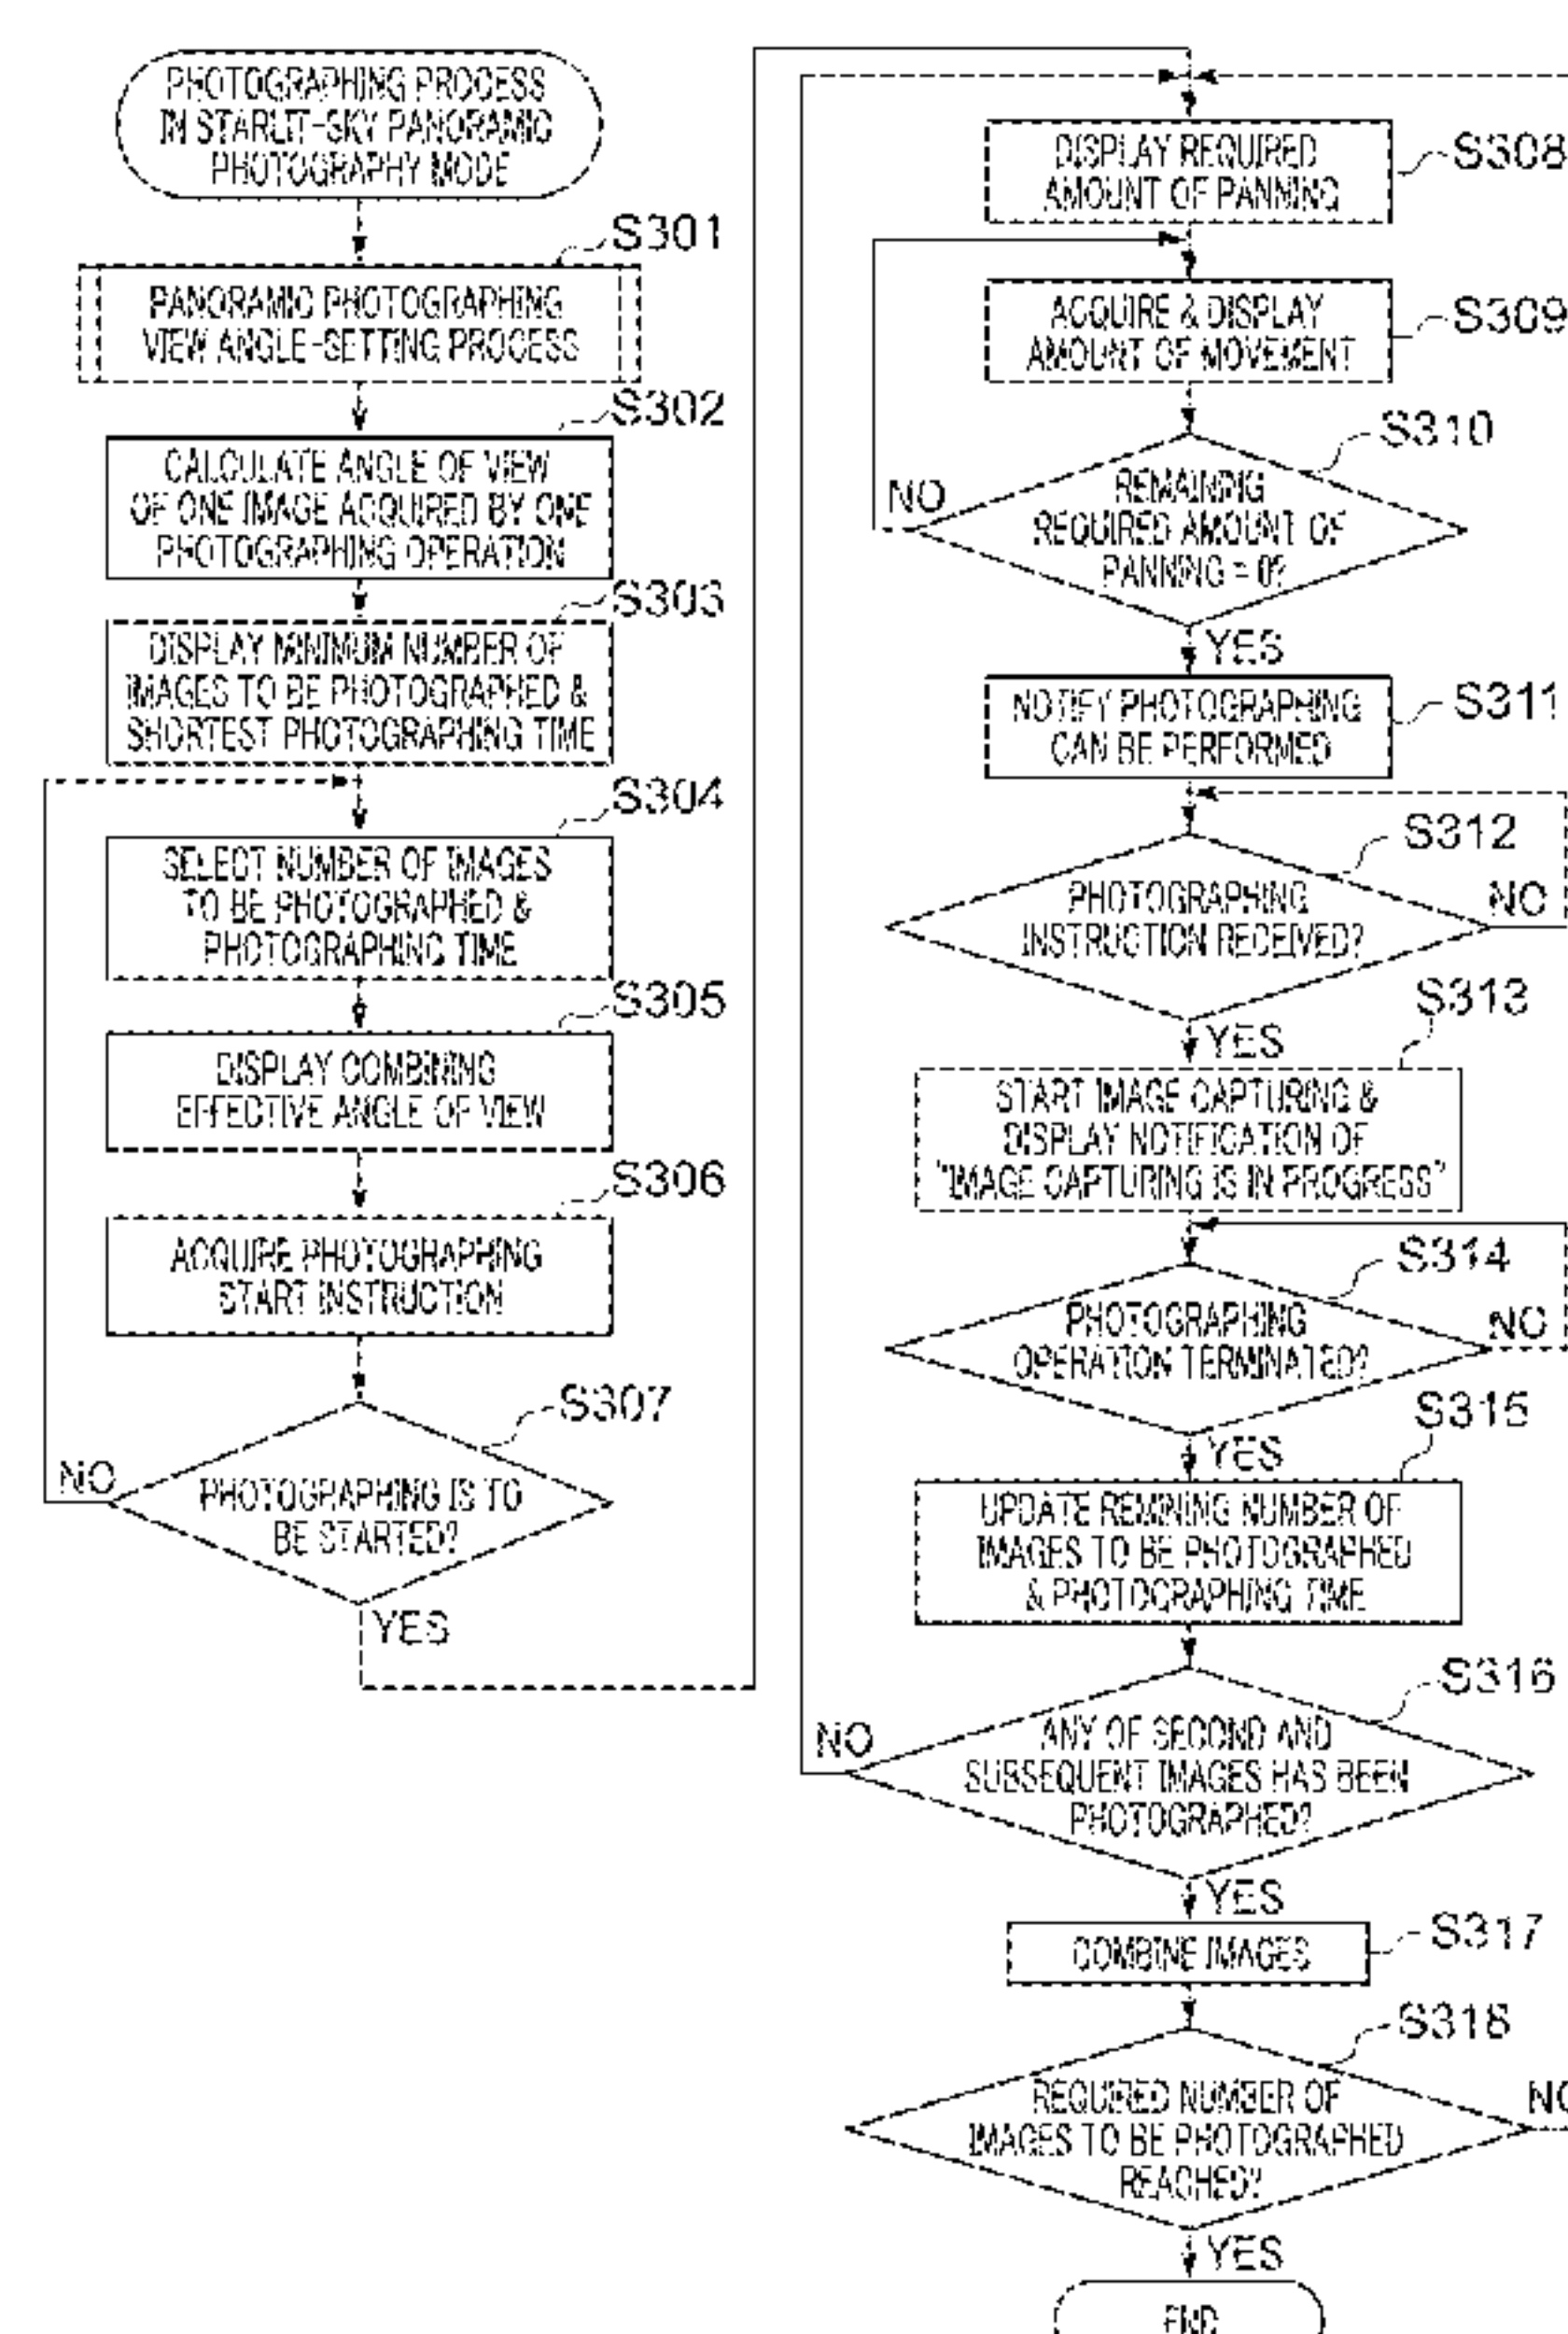 PHOTOGRAPHING PROCESS
IN STARLIT-SKY PANORAMIC
PHOTOGRAPHY MODE
S301
PANORAMIC PHOTOGRAPHING
VIEW ANGLE-SETTING PROCESS
S302
CALCULATE ANGLE OF VIEW
OF ONE IMAGE ACQUIRED BY ONE
PHOTOGRAPHING OPERATION
S303
DISPLAY MINIMUM NUMBER OF
IMAGES TO BE PHOTOGRAPHED &
SHORTEST PHOTOGRAPHING TIME
S304
SELECT NUMBER OF IMAGES
TO BE PHOTOGRAPHED &
PHOTOGRAPHING TIME
S305
DISPLAY COMBINING
EFFECTIVE ANGLE OF VIEW
S306
ACQUIRE PHOTOGRAPHING
START INSTRUCTION
S307
NO
PHOTOGRAPHING IS TO
BE STARTED?
YES
S308
DISPLAY REQUIRED
AMOUNT OF PANNING
S309
ACQUIRE & DISPLAY
AMOUNT OF MOVEMENT
S310
NO
REMAINING
REQUIRED AMOUNT OF
PANNING = 0?
YES
S311
NOTIFY PHOTOGRAPHING
CAN BE PERFORMED
S312
PHOTOGRAPHING
INSTRUCTION RECEIVED?
NO
YES
S313
START IMAGE CAPTURING &
DISPLAY NOTIFICATION OF
"IMAGE CAPTURING IS IN PROGRESS"
S314
PHOTOGRAPHING
OPERATION TERMINATED?
NO
YES
S315
UPDATE REMINING NUMBER OF
IMAGES TO BE PHOTOGRAPHED
& PHOTOGRAPHING TIME
S316
NO
ANY OF SECOND AND
SUBSEQUENT IMAGES HAS BEEN
PHOTOGRAPHED?
YES
S317
COMBINE IMAGES
S318
REQUIRED NUMBER OF
IMAGES TO BE PHOTOGRAPHED
REACHED?
NO
YES
END